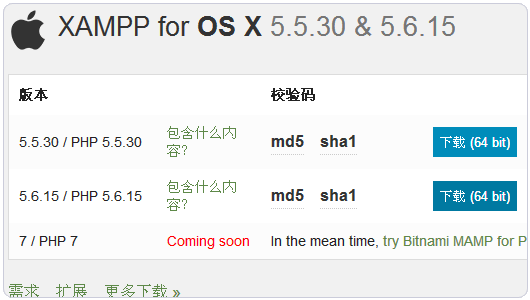 XAMPP for OS X 5.5.30 & 5.6.15
版本 校验码
5.5.30 / PHP 5.5.30 包含什么内 md5 sha1 下载 (64 bit)
容?
5.6.15 / PHP 5.6.15 包含什么内 md5 sha1 下载 (64 bit)
容?
7 / PHP 7 Coming soon In the mean time, try Bitnami MAMP for P
需求 扩展 更多下载 »